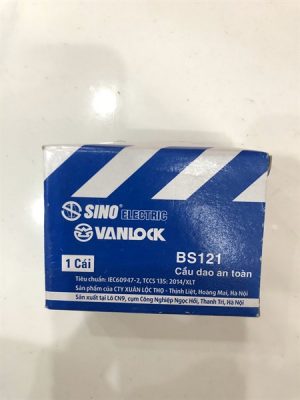 SINO ELECTRIC
VANLOCK
BS121
1 Cái
Cầu dao an toàn
Tiêu chuẩn: IEC60947-2, TCCS 135: 2014/XLT
Sản phẩm của CTY XUÂN LỘC THỌ - Thịnh Liệt, Hoàng Mai, Hà Nội
Sản xuất tại Lô CN9, cụm Công Nghiệp Ngọc Hồi, Thanh Trì, Hà Nội